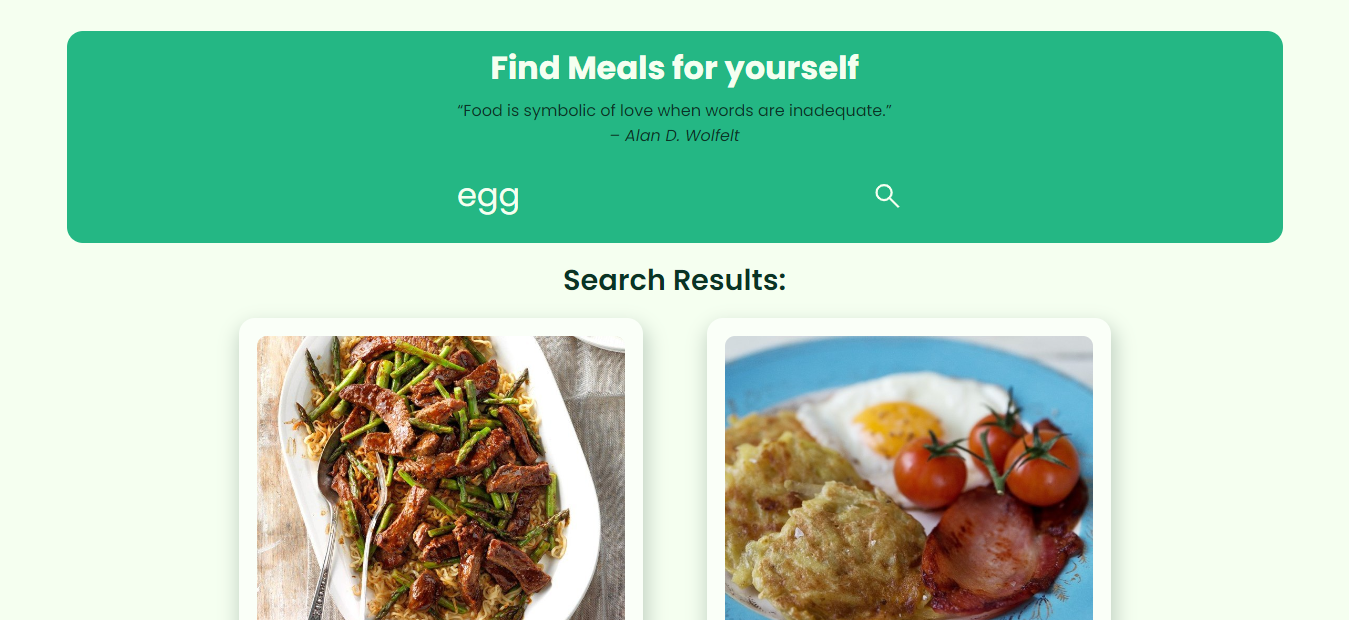 Find Meals for yourself
“Food is symbolic of love when words are inadequate.”
– Alan D. Wolfelt
egg
Search Results: